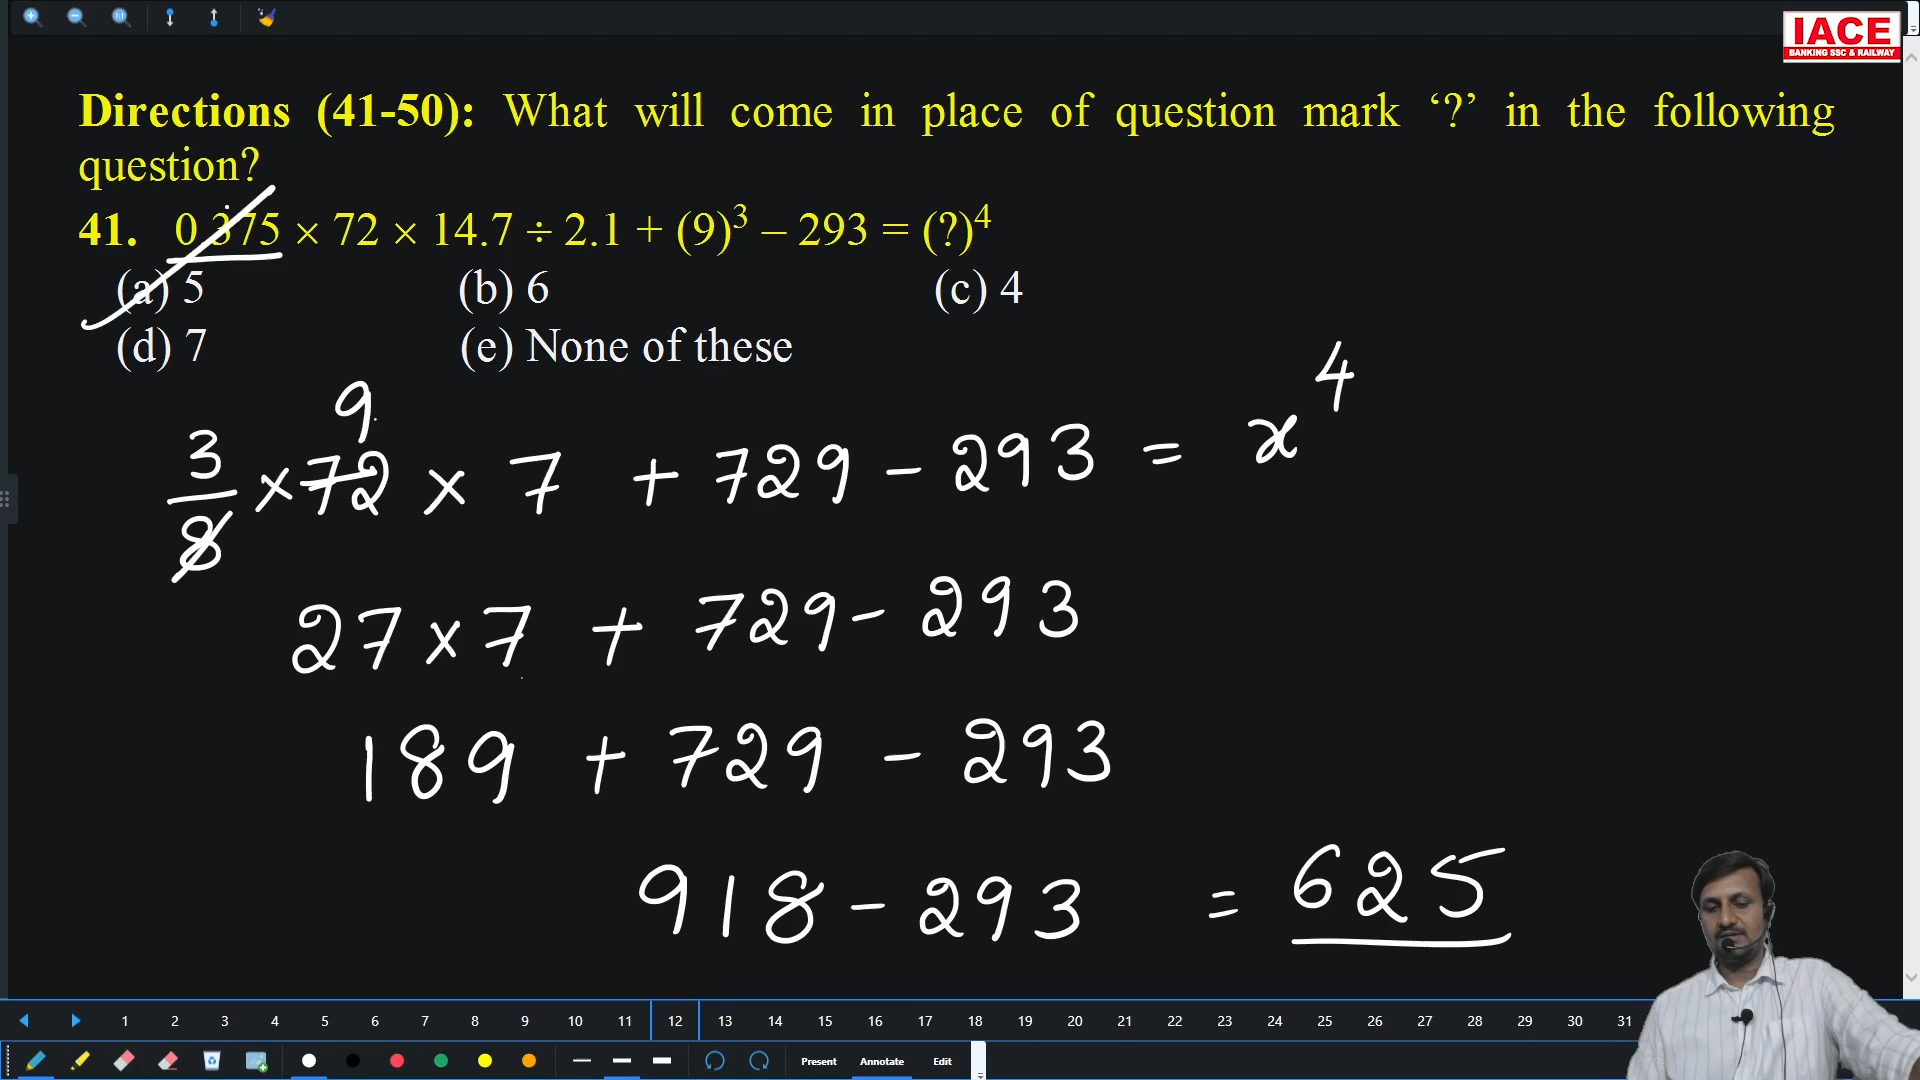 IACE
BANKING SSC & RAILWAY
Directions (41-50): What will come in place of question mark ‘?’ in the following
question?
41. 0.375 × 72 × 14.7 ÷ 2.1 + (9)³ – 293 = (?)⁴
(a) 5 (b) 6 (c) 4
(d) 7 (e) None of these
9
3/8 × 72 × 7 + 729 - 293 = x⁴
27 × 7 + 729 - 293
189 + 729 - 293
918 - 293 = 625
1 2 3 4 5 6 7 8 9 10 11 12 13 14 15 16 17 18 19 20 21 22 23 24 25 26 27 28 29 30 31
Present Annotate Edit